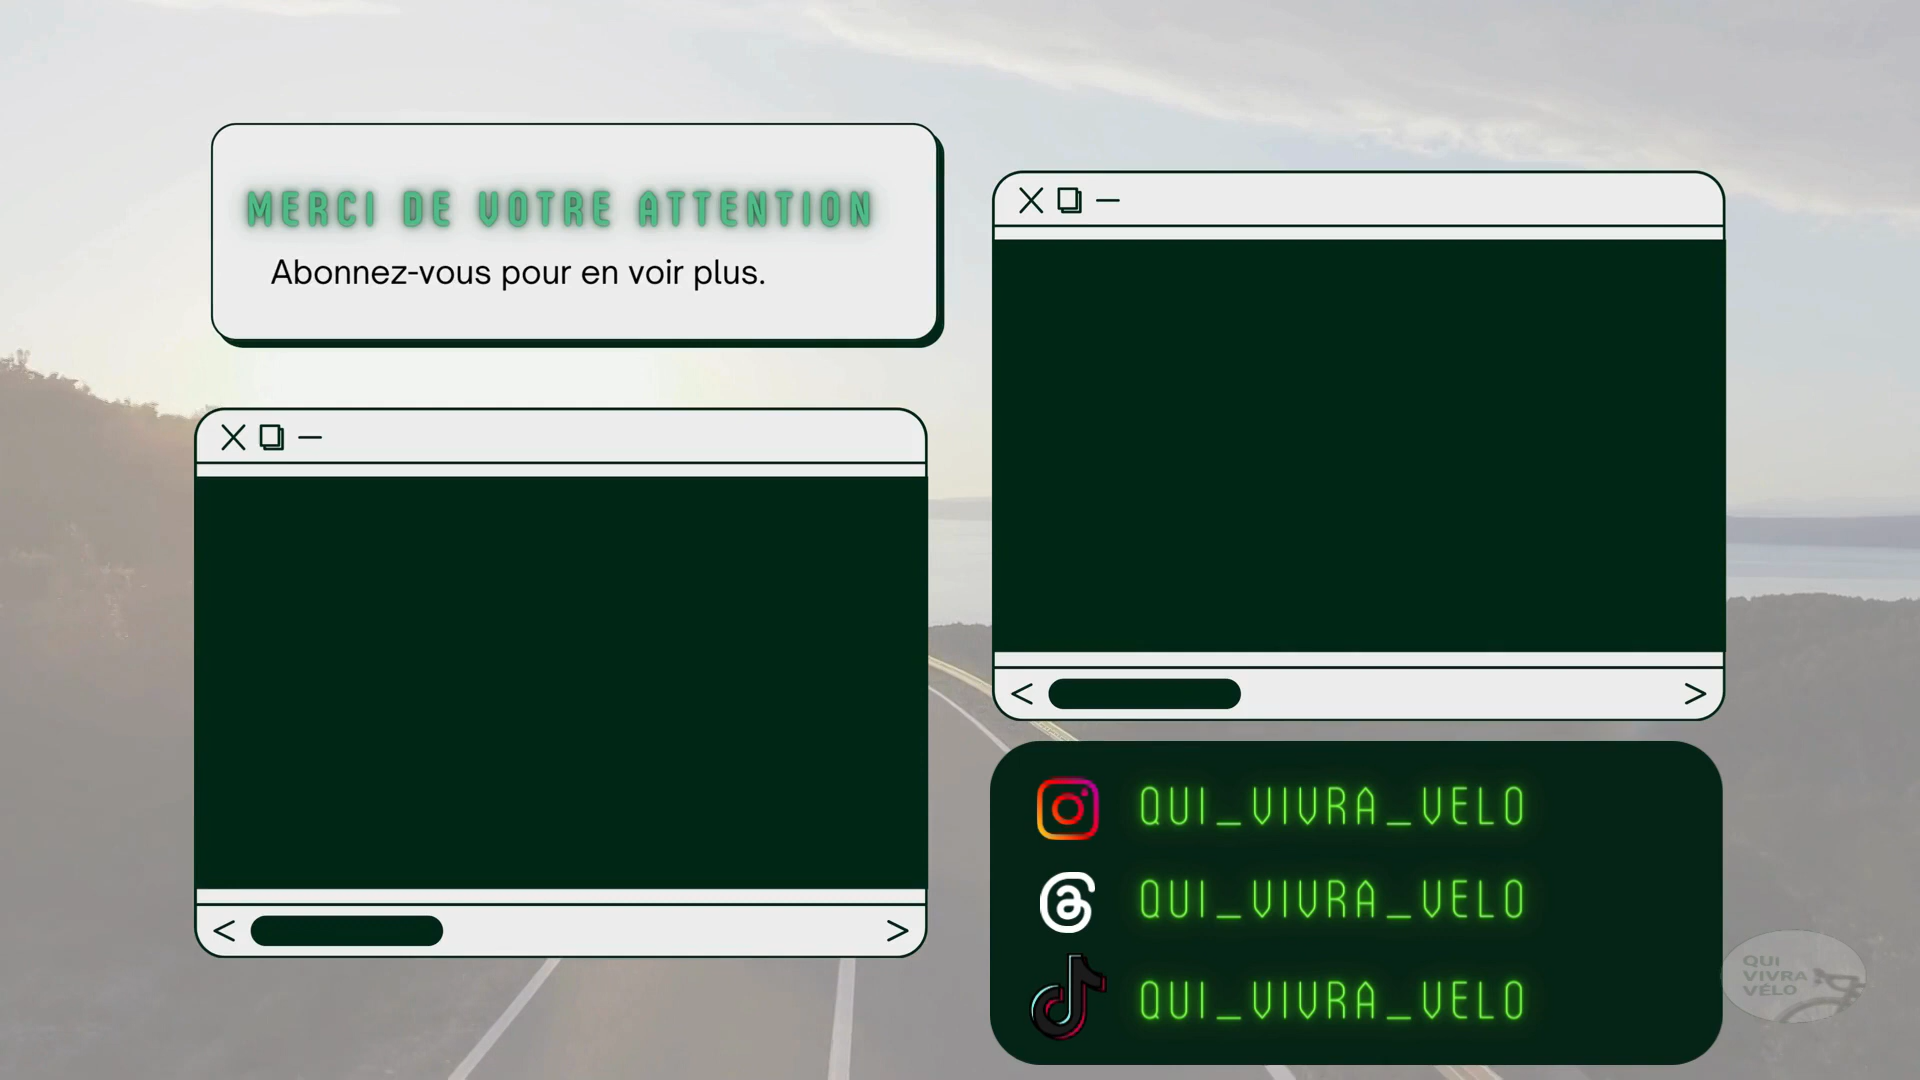 MERCI DE VOTRE ATTENTION
Abonnez-vous pour en voir plus.
QUI_VIVRA_VELO
QUI_VIVRA_VELO
QUI_VIVRA_VELO
QUI
VIVRA
VÉLO